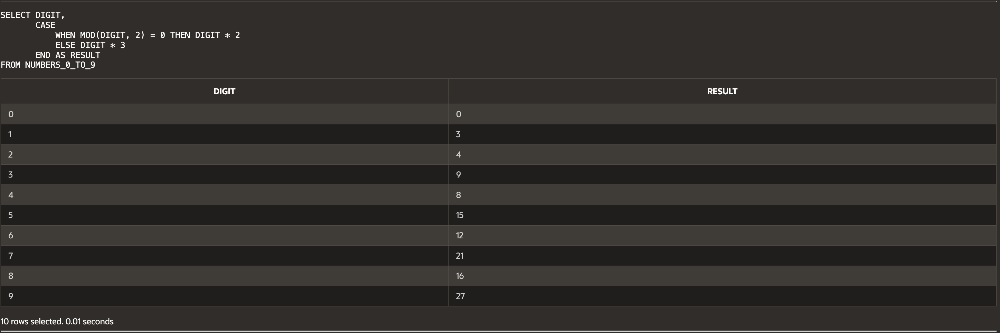 SELECT DIGIT,
       CASE
           WHEN MOD(DIGIT, 2) = 0 THEN DIGIT * 2
           ELSE DIGIT * 3
       END AS RESULT
FROM NUMBERS_0_TO_9
DIGIT RESULT
0 0
1 3
2 4
3 9
4 8
5 15
6 12
7 21
8 16
9 27
10 rows selected. 0.01 seconds